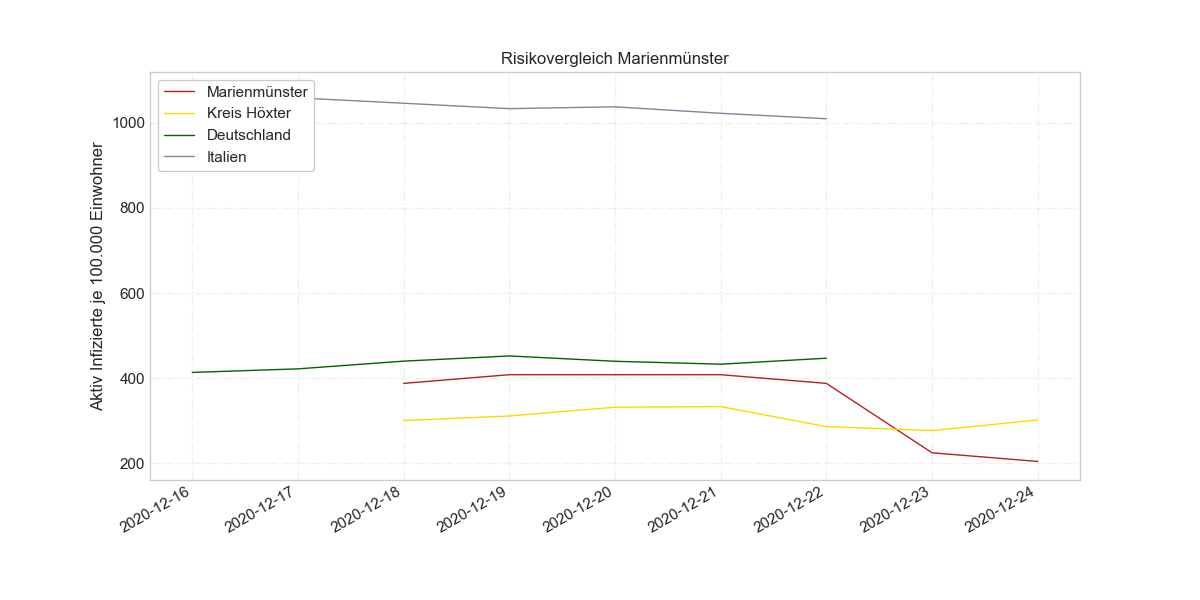 Risikovergleich Marienmünster
Marienmünster
Kreis Höxter
Deutschland
Italien
Aktiv Infizierte je 100.000 Einwohner
1000
800
600
400
200
2020-12-16
2020-12-17
2020-12-18
2020-12-19
2020-12-20
2020-12-21
2020-12-22
2020-12-23
2020-12-24